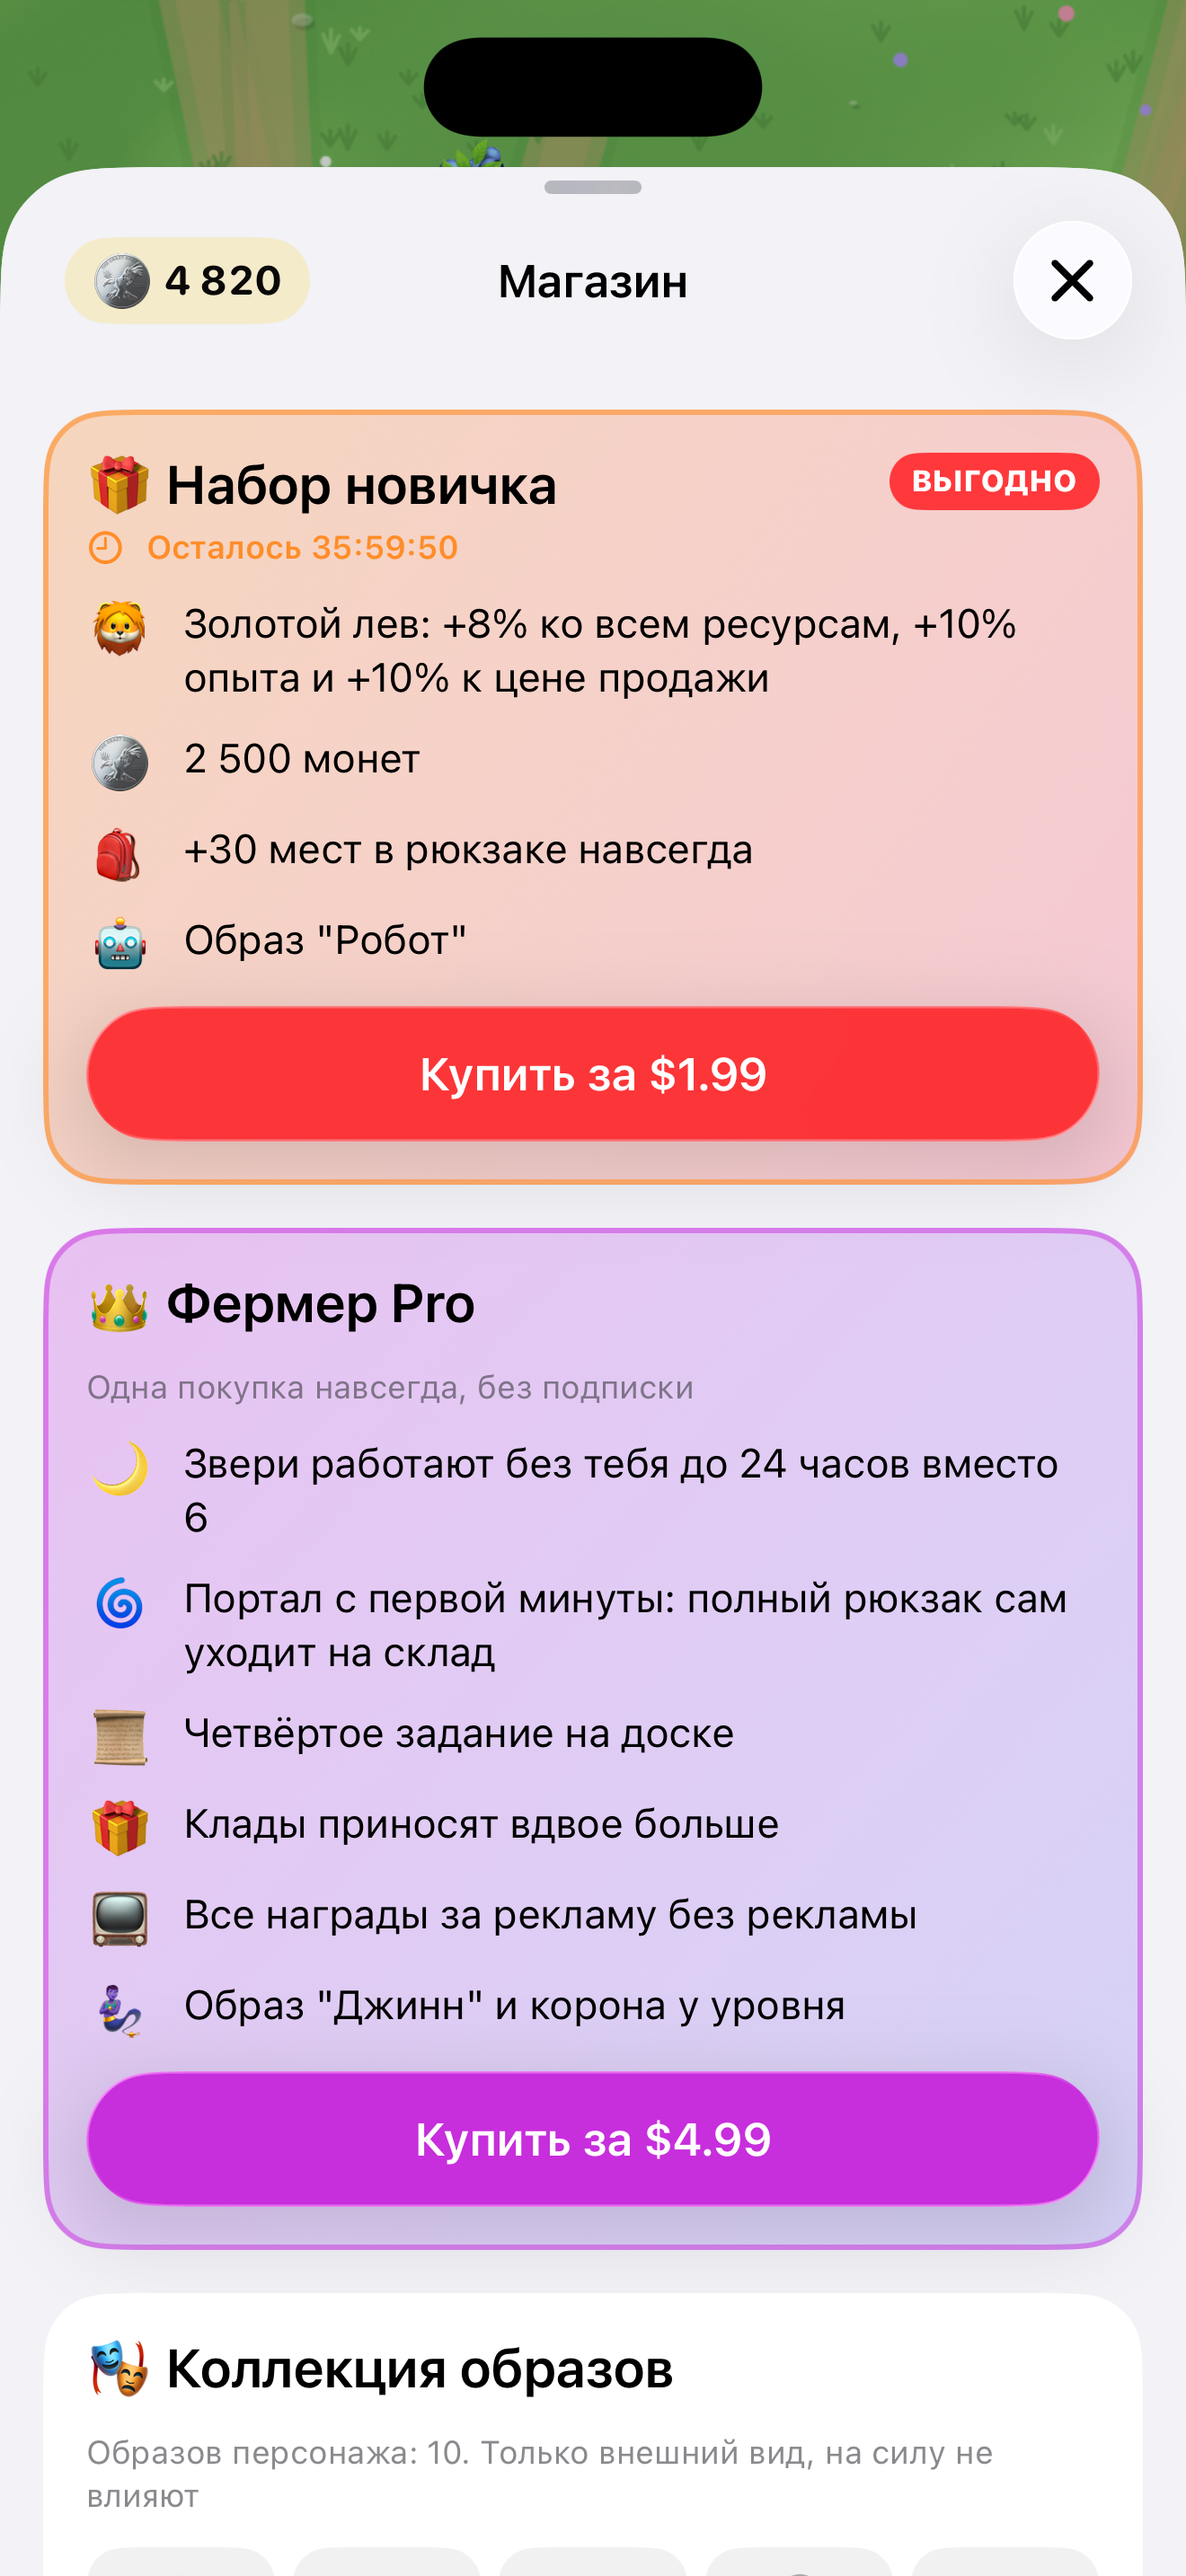 4 820
Магазин
Набор новичка
ВЫГОДНО
Осталось 35:59:50
Золотой лев: +8% ко всем ресурсам, +10%
опыта и +10% к цене продажи
2 500 монет
+30 мест в рюкзаке навсегда
Образ "Робот"
Купить за $1.99
Фермер Pro
Одна покупка навсегда, без подписки
Звери работают без тебя до 24 часов вместо
6
Портал с первой минуты: полный рюкзак сам
уходит на склад
Четвёртое задание на доске
Клады приносят вдвое больше
Все награды за рекламу без рекламы
Образ "Джинн" и корона у уровня
Купить за $4.99
Коллекция образов
Образов персонажа: 10. Только внешний вид, на силу не
влияют